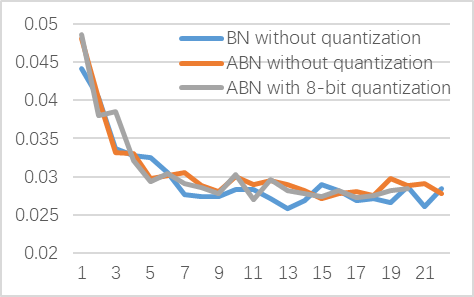 0.05
BN without quantization
0.045
ABN without quantization
0.04
ABN with 8-bit quantization
0.035
0.03
0.025
0.02
1 3 5 7 9 11 13 15 17 19 21